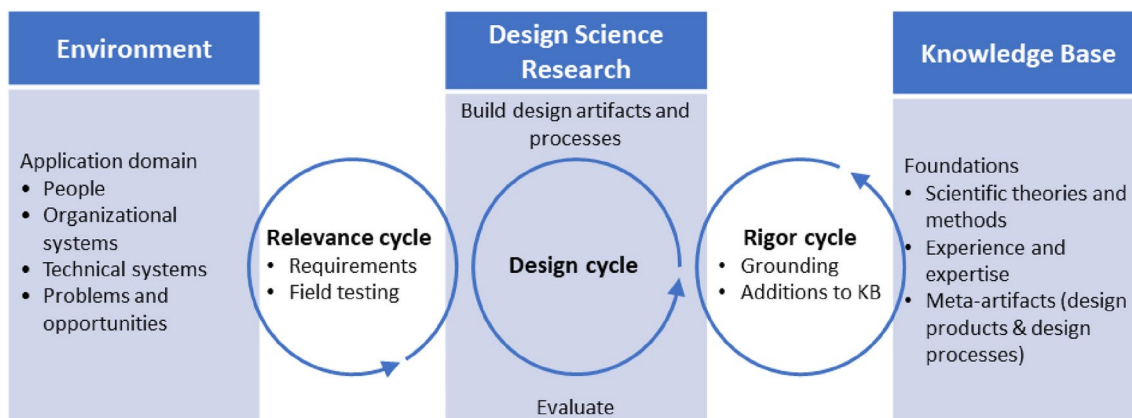 Environment
Application domain
• People
• Organizational
systems
• Technical systems
• Problems and
opportunities
Relevance cycle
• Requirements
• Field testing
Design Science
Research
Build design artifacts and
processes
Design cycle
Evaluate
Rigor cycle
• Grounding
• Additions to KB
Knowledge Base
Foundations
• Scientific theories and
methods
• Experience and
expertise
• Meta-artifacts (design
products & design
processes)